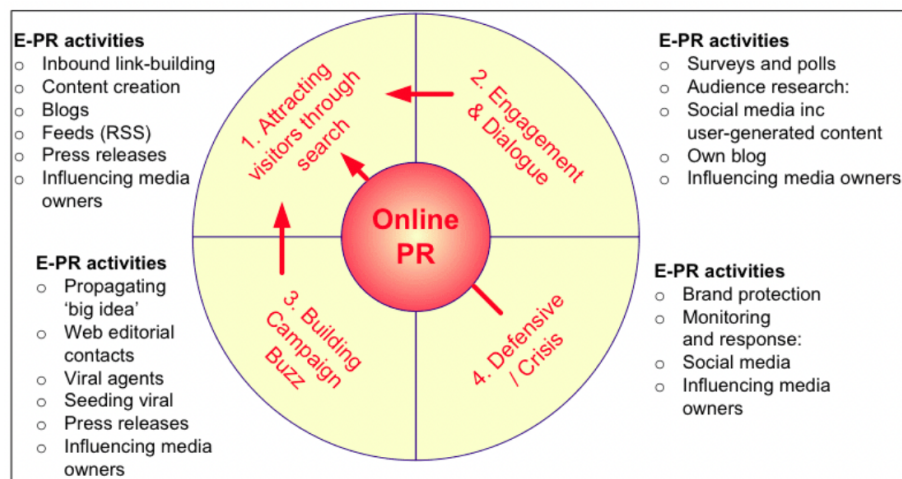 E-PR activities
o Inbound link-building
o Content creation
o Blogs
o Feeds (RSS)
o Press releases
o Influencing media
owners
1. Attracting
visitors through
search
2. Engagement
& Dialogue
E-PR activities
o Surveys and polls
o Audience research:
o Social media inc
user-generated content
o Own blog
o Influencing media owners
Online
PR
E-PR activities
o Propagating
‘big idea’
o Web editorial
contacts
o Viral agents
o Seeding viral
o Press releases
o Influencing media
owners
3. Building
Campaign
Buzz
4. Defensive
/ Crisis
E-PR activities
o Brand protection
o Monitoring
and response:
o Social media
o Influencing media
owners